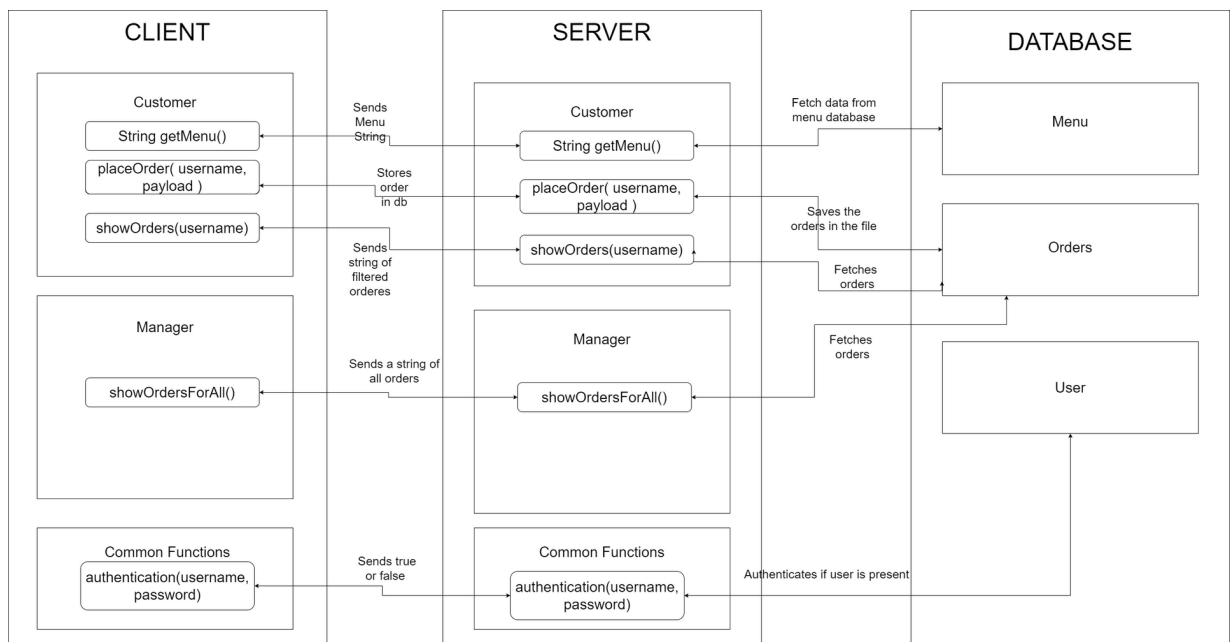 CLIENT
Customer
String getMenu()
placeOrder( username,
payload )
showOrders(username)
Manager
showOrdersForAll()
Common Functions
authentication(username,
password)
Sends
Menu
String
Stores
order
in db
Sends
string of
filtered
orderes
Sends a string of
all orders
Sends true
or false
SERVER
Customer
String getMenu()
placeOrder( username,
payload )
showOrders(username)
Manager
showOrdersForAll()
Common Functions
authentication(username,
password)
Fetch data from
menu database
Saves the
orders in the file
Fetches
orders
Fetches
orders
Authenticates if user is present
DATABASE
Menu
Orders
User